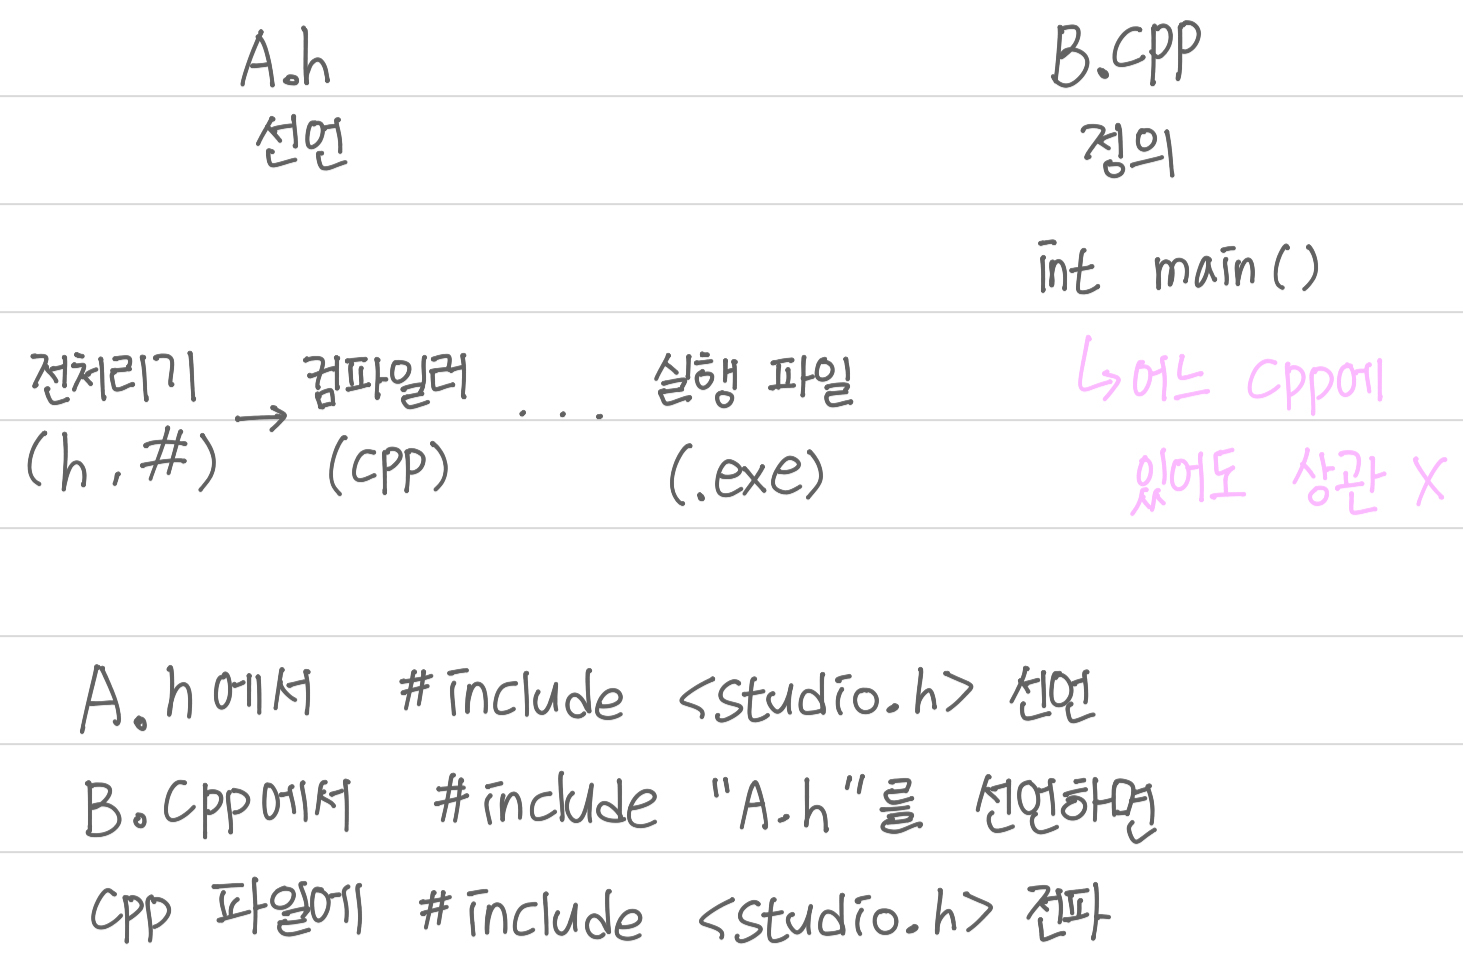 A.h B.cpp
선언 정의
int main()
전처리기 → 컴파일러 ... 실행 파일 ↳ 어느 cpp에
(h, #) (cpp) (.exe) 있어도 상관 X
A.h에서 #include <studio.h> 선언
B.cpp에서 #include "A.h"를 선언하면
cpp 파일에 #include <studio.h> 전파